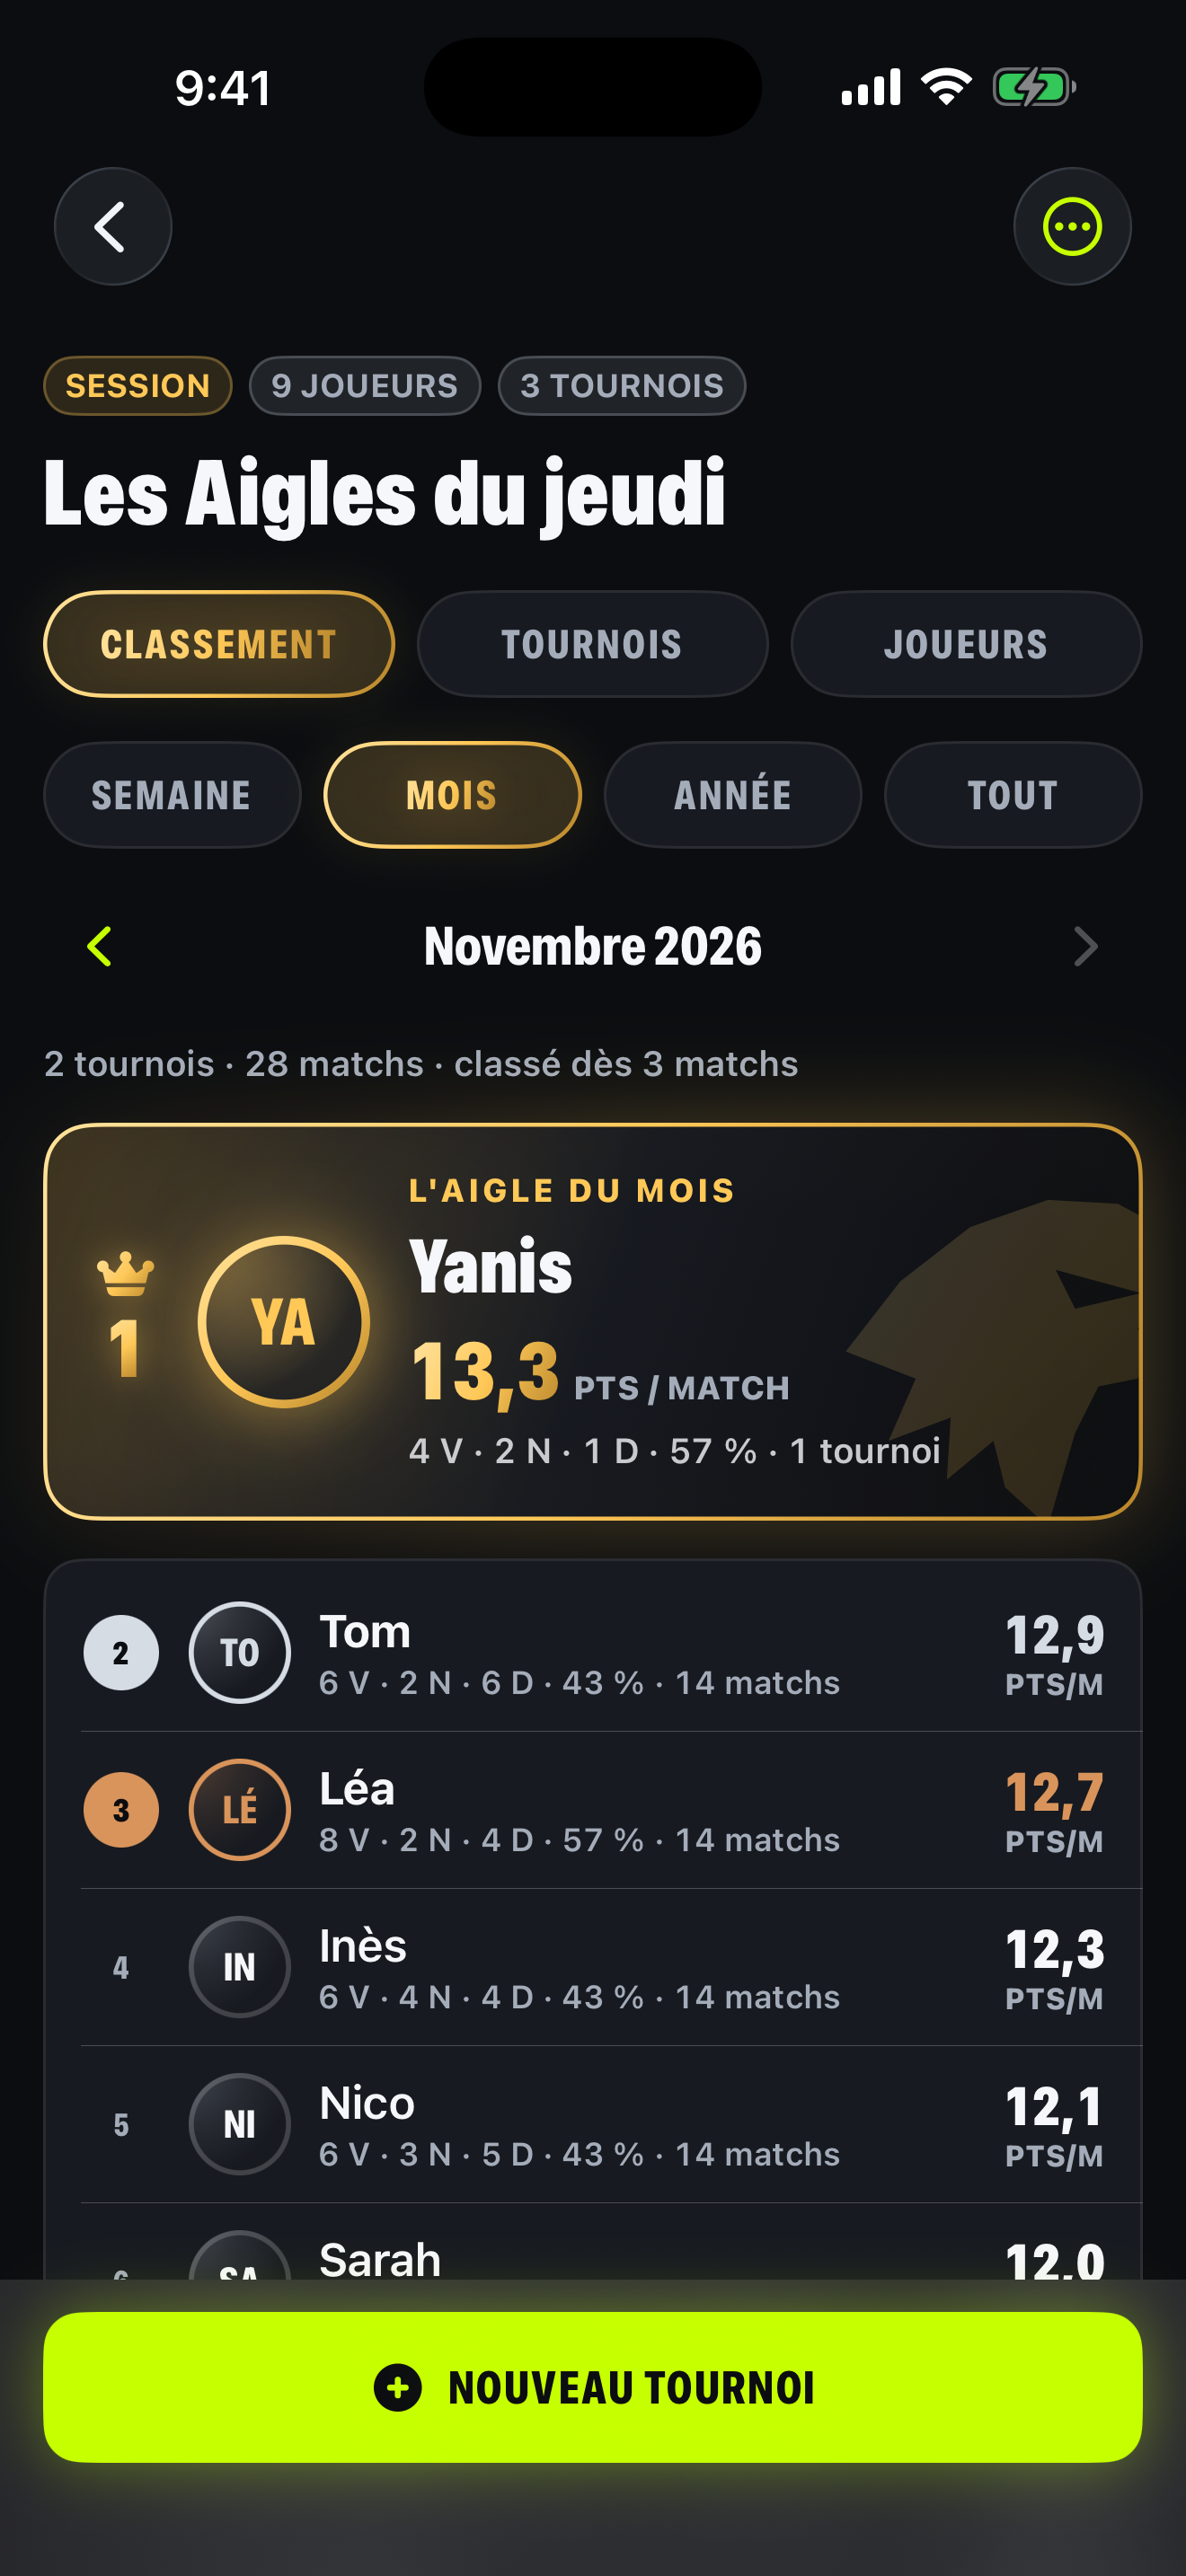 9:41
SESSION
9 JOUEURS
3 TOURNOIS
Les Aigles du jeudi
CLASSEMENT
TOURNOIS
JOUEURS
SEMAINE
MOIS
ANNÉE
TOUT
Novembre 2026
2 tournois · 28 matchs · classé dès 3 matchs
L'AIGLE DU MOIS
1
YA
Yanis
13,3 PTS / MATCH
4 V · 2 N · 1 D · 57 % · 1 tournoi
2
TO
Tom
6 V · 2 N · 6 D · 43 % · 14 matchs
12,9
PTS/M
3
LÉ
Léa
8 V · 2 N · 4 D · 57 % · 14 matchs
12,7
PTS/M
4
IN
Inès
6 V · 4 N · 4 D · 43 % · 14 matchs
12,3
PTS/M
5
NI
Nico
6 V · 3 N · 5 D · 43 % · 14 matchs
12,1
PTS/M
6
SA
Sarah
12,0
NOUVEAU TOURNOI